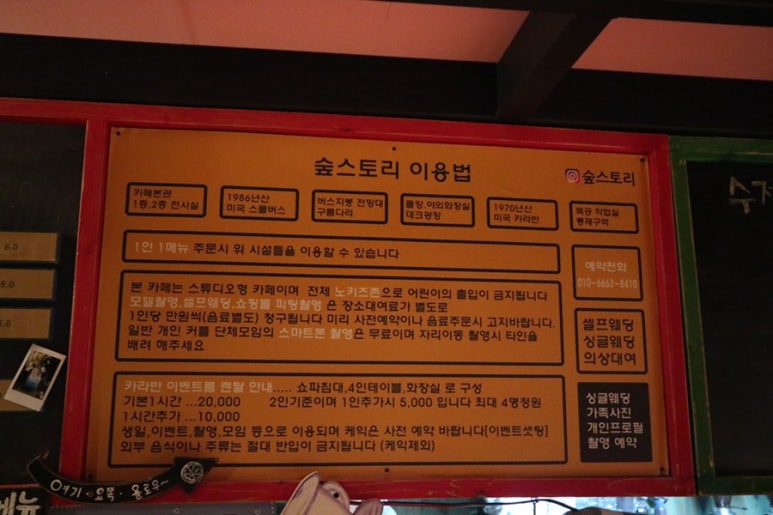 숲스토리 이용법
숲스토리
카페본관
1층,2층 전시실
1986년산
미국 스쿨버스
버스지붕 전망대
구름다리
풀장,야외화장실
데크광장
1970년산
미국 카라반
목공 작업실
통제구역
1인 1메뉴 주문시 위 시설들을 이용할 수 있습니다
예약전화
010-6663-8410
본 카페는 스튜디오형 카페이며 전체 노키즈존으로 어린이의 출입이 금지됩니다
모델촬영,셀프웨딩,쇼핑몰 피팅촬영 은 장소대여료가 별도로
1인당 만원씩(음료별도) 청구됩니다 미리 사전예약이나 음료주문시 고지바랍니다.
일반 개인 커플 단체모임의 스마트폰 촬영은 무료이며 자리이동 촬영시 타인을
배려 해주세요
셀프웨딩
싱글웨딩
의상대여
카라반 이벤트룸 렌탈 안내..... 쇼파침대,4인테이블,화장실 로 구성
기본1시간 ...20,000 2인기준이며 1인추가시 5,000 입니다 최대 4명정원
1시간추가 ...10,000
생일,이벤트,촬영,모임 등으로 이용되며 케익은 사전 예약 바랍니다[이벤트셋팅]
외부 음식이나 주류는 절대 반입이 금지됩니다 (케익제외)
싱글웨딩
가족사진
개인프로필
촬영 예약
6.0
수
메뉴